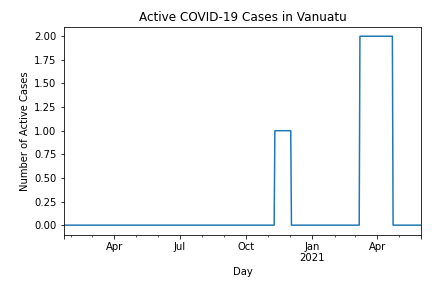 Active COVID-19 Cases in Vanuatu
Number of Active Cases
2.00
1.75
1.50
1.25
1.00
0.75
0.50
0.25
0.00
Apr Jul Oct Jan Apr
2021
Day